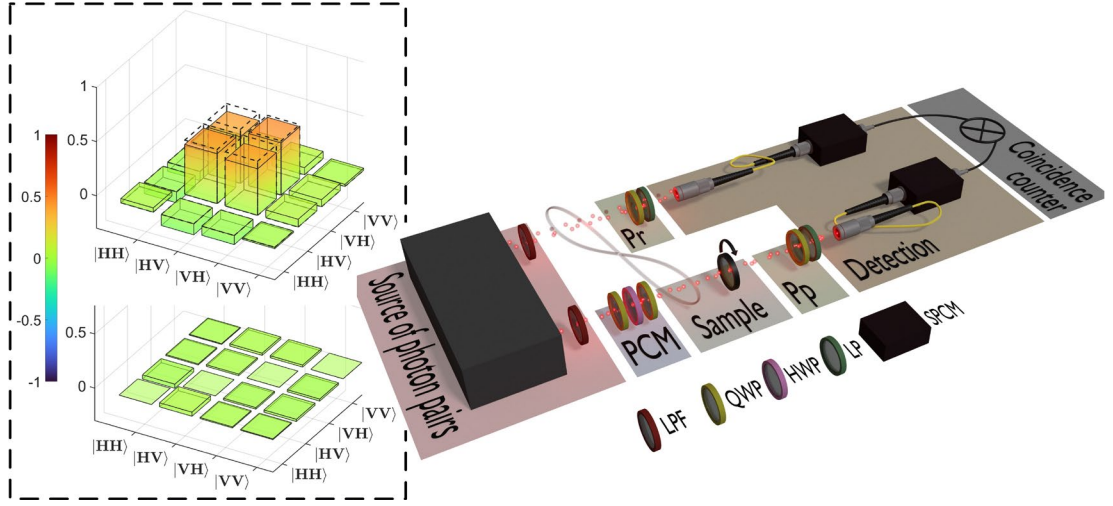 1
0.5
0
1
0.5
0
-0.5
-1
|HH⟩
|HV⟩
|VH⟩
|VV⟩
|HH⟩
|HV⟩
|VH⟩
|VV⟩
0.5
0
|HH⟩
|HV⟩
|VH⟩
|VV⟩
|HH⟩
|HV⟩
|VH⟩
|VV⟩
Source of photon pairs
PCM
Sample
Pr
Pp
Detection
Coincidence
counter
LPF
QWP
HWP
LP
SPCM